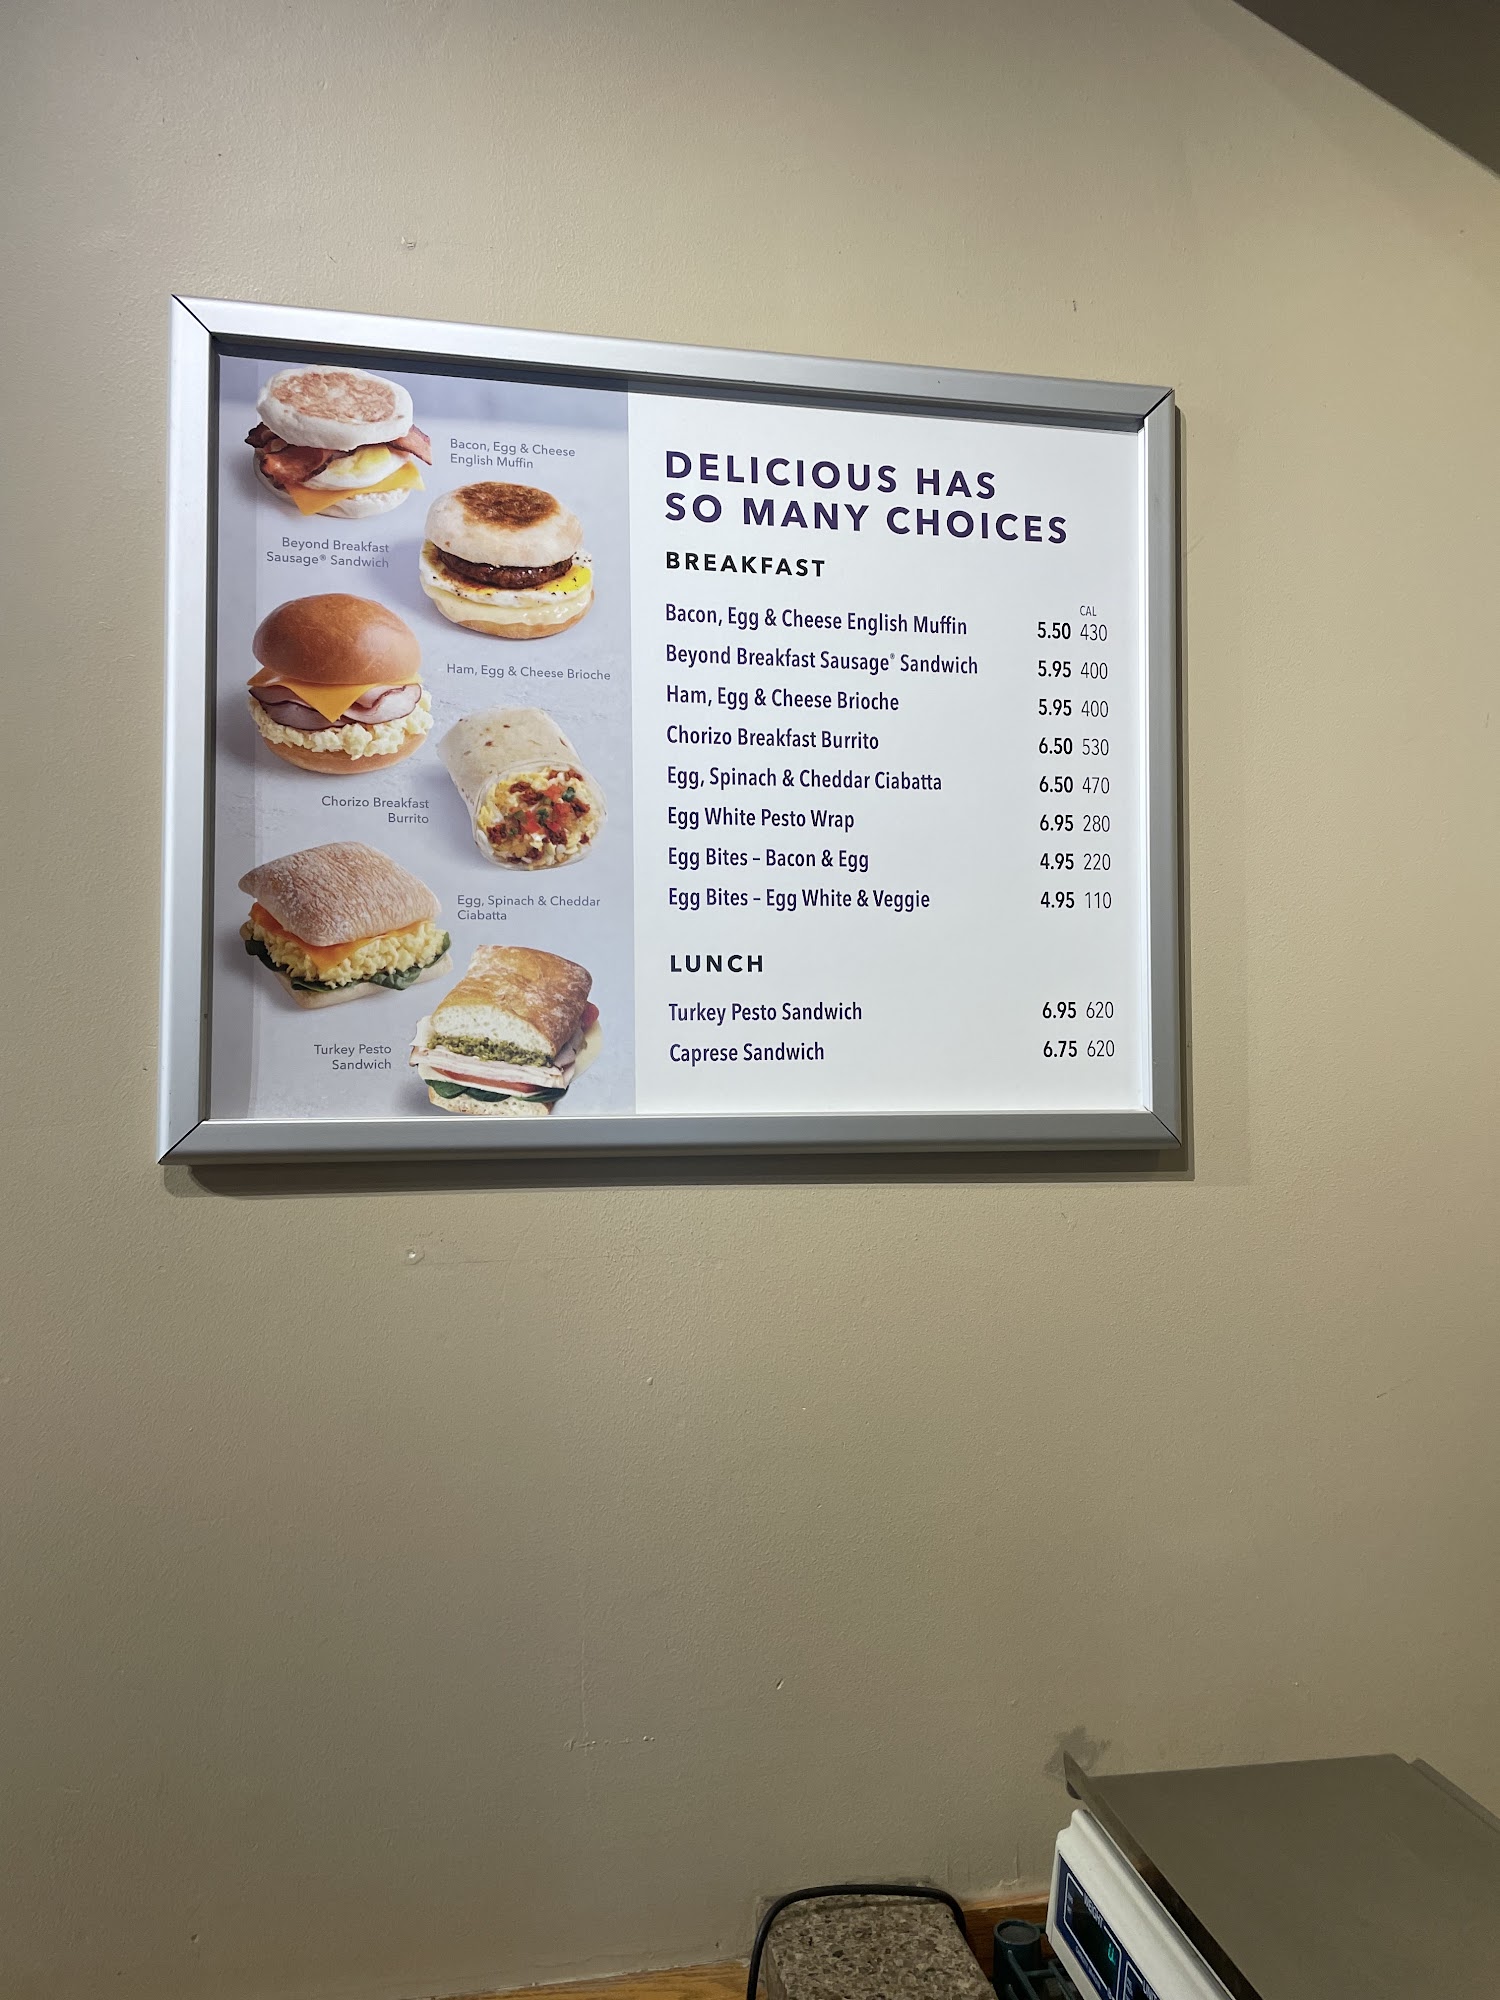 Bacon, Egg & Cheese
English Muffin
Beyond Breakfast
Sausage® Sandwich
Ham, Egg & Cheese Brioche
Chorizo Breakfast
Burrito
Egg, Spinach & Cheddar
Ciabatta
Turkey Pesto
Sandwich
DELICIOUS HAS
SO MANY CHOICES
BREAKFAST
CAL
Bacon, Egg & Cheese English Muffin 5.50 430
Beyond Breakfast Sausage® Sandwich 5.95 400
Ham, Egg & Cheese Brioche 5.95 400
Chorizo Breakfast Burrito 6.50 530
Egg, Spinach & Cheddar Ciabatta 6.50 470
Egg White Pesto Wrap 6.95 280
Egg Bites – Bacon & Egg 4.95 220
Egg Bites – Egg White & Veggie 4.95 110
LUNCH
Turkey Pesto Sandwich 6.95 620
Caprese Sandwich 6.75 620
WEIGHT